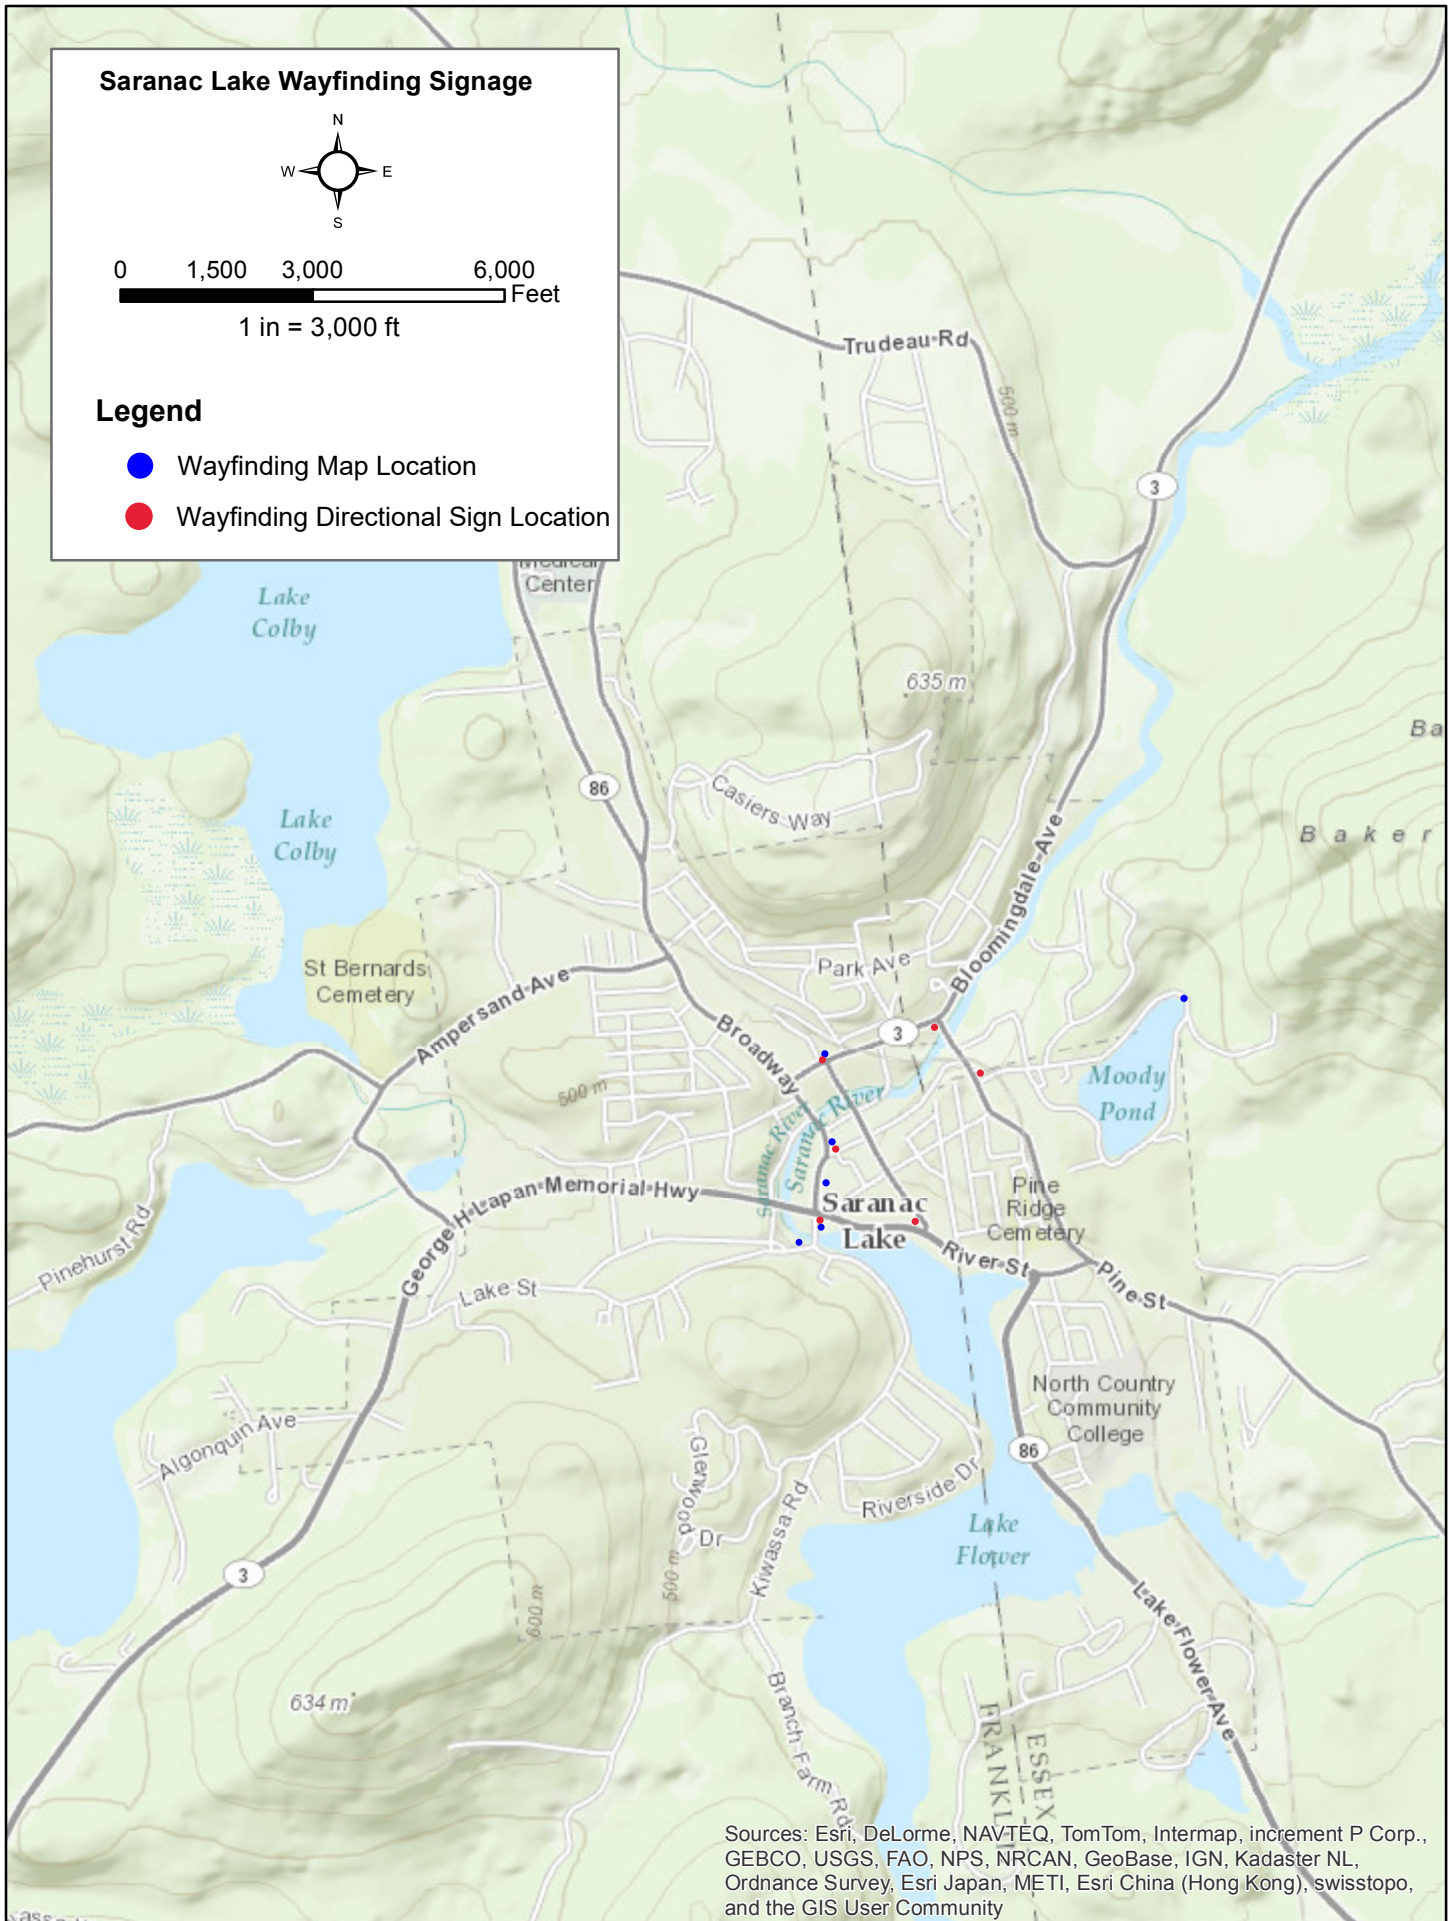 Saranac Lake Wayfinding Signage
N
W E
S
0 1,500 3,000 6,000
Feet
1 in = 3,000 ft
Legend
Wayfinding Map Location
Wayfinding Directional Sign Location
Trudeau Rd
500 m
3
Medical
Center
Lake
Colby
635 m
Ba
86
Casiers Way
Lake
Colby
Baker
Bloomingdale Ave
Park Ave
St Bernards
Cemetery
Ampersand Ave
Broadway
3
500 m
Moody
Pond
Saranac River
Saranac River
George H Lapan Memorial Hwy
Saranac
Lake
Pine
Ridge
Cemetery
Pinehurst Rd
River St
Pine St
Lake St
North Country
Community
College
Algonquin Ave
Glenwood
Dr
86
Riverside Dr
Kiwassa Rd
Lake
Flower
3
500 m
600 m
Lake Flower Ave
634 m
Branch Farm Rd
FRANKLIN
ESSEX
Sources: Esri, DeLorme, NAVTEQ, TomTom, Intermap, increment P Corp.,
GEBCO, USGS, FAO, NPS, NRCAN, GeoBase, IGN, Kadaster NL,
Ordnance Survey, Esri Japan, METI, Esri China (Hong Kong), swisstopo,
and the GIS User Community